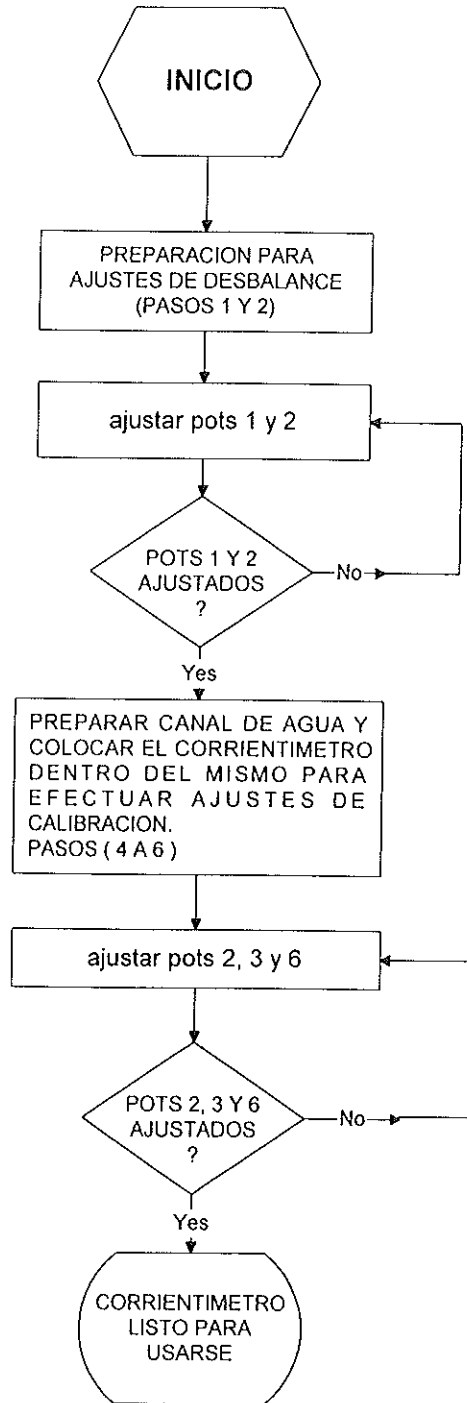 INICIO
PREPARACION PARA
AJUSTES DE DESBALANCE
(PASOS 1 Y 2)
ajustar pots 1 y 2
POTS 1 Y 2
AJUSTADOS
?
No
Yes
PREPARAR CANAL DE AGUA Y
COLOCAR EL CORRIENTIMETRO
DENTRO DEL MISMO PARA
EFECTUAR AJUSTES DE
CALIBRACION.
PASOS ( 4 A 6 )
ajustar pots 2, 3 y 6
POTS 2, 3 Y 6
AJUSTADOS
?
No
Yes
CORRIENTIMETRO
LISTO PARA
USARSE